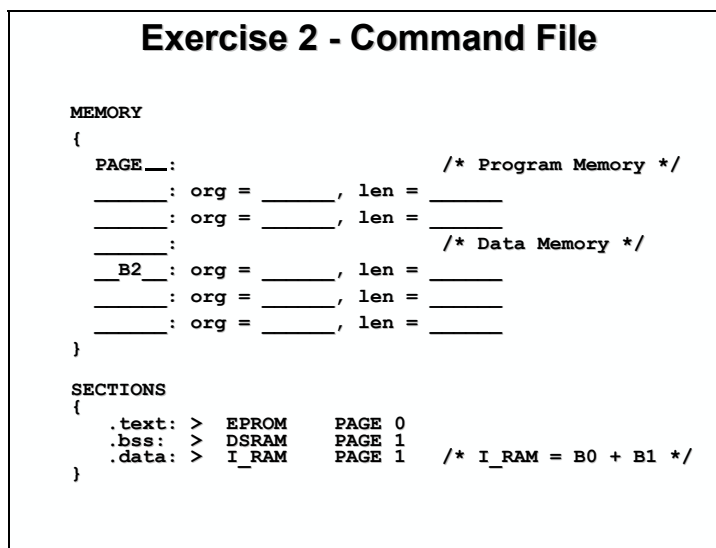 Exercise 2 - Command File
MEMORY
{
PAGE__: /* Program Memory */
______: org = ______, len = ______
______: org = ______, len = ______
______: /* Data Memory */
__B2__: org = ______, len = ______
______: org = ______, len = ______
______: org = ______, len = ______
}
SECTIONS
{
.text: > EPROM PAGE 0
.bss: > DSRAM PAGE 1
.data: > I_RAM PAGE 1 /* I_RAM = B0 + B1 */
}